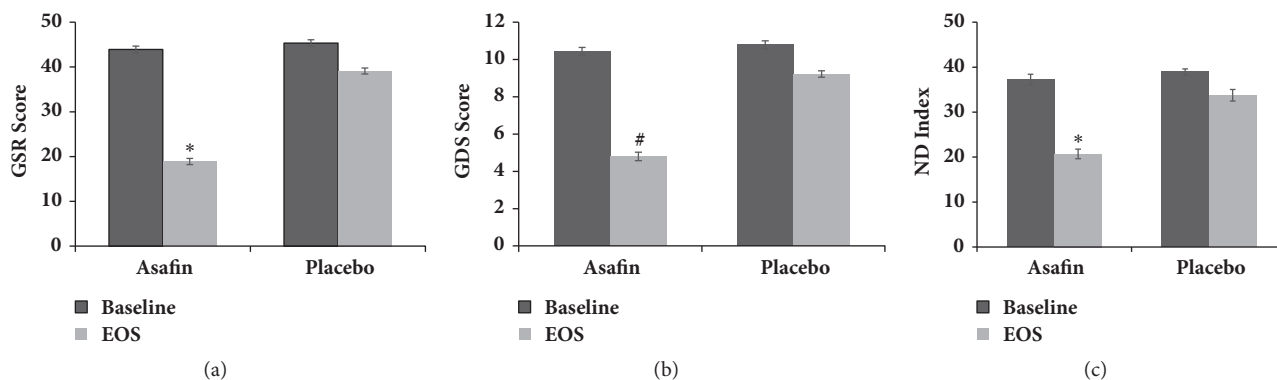 GSR Score
50
40
30
20
10
0
*
Asafin Placebo
Baseline
EOS
(a)
GDS Score
12
10
8
6
4
2
0
#
Asafin Placebo
Baseline
EOS
(b)
ND Index
50
40
30
20
10
0
*
Asafin Placebo
Baseline
EOS
(c)